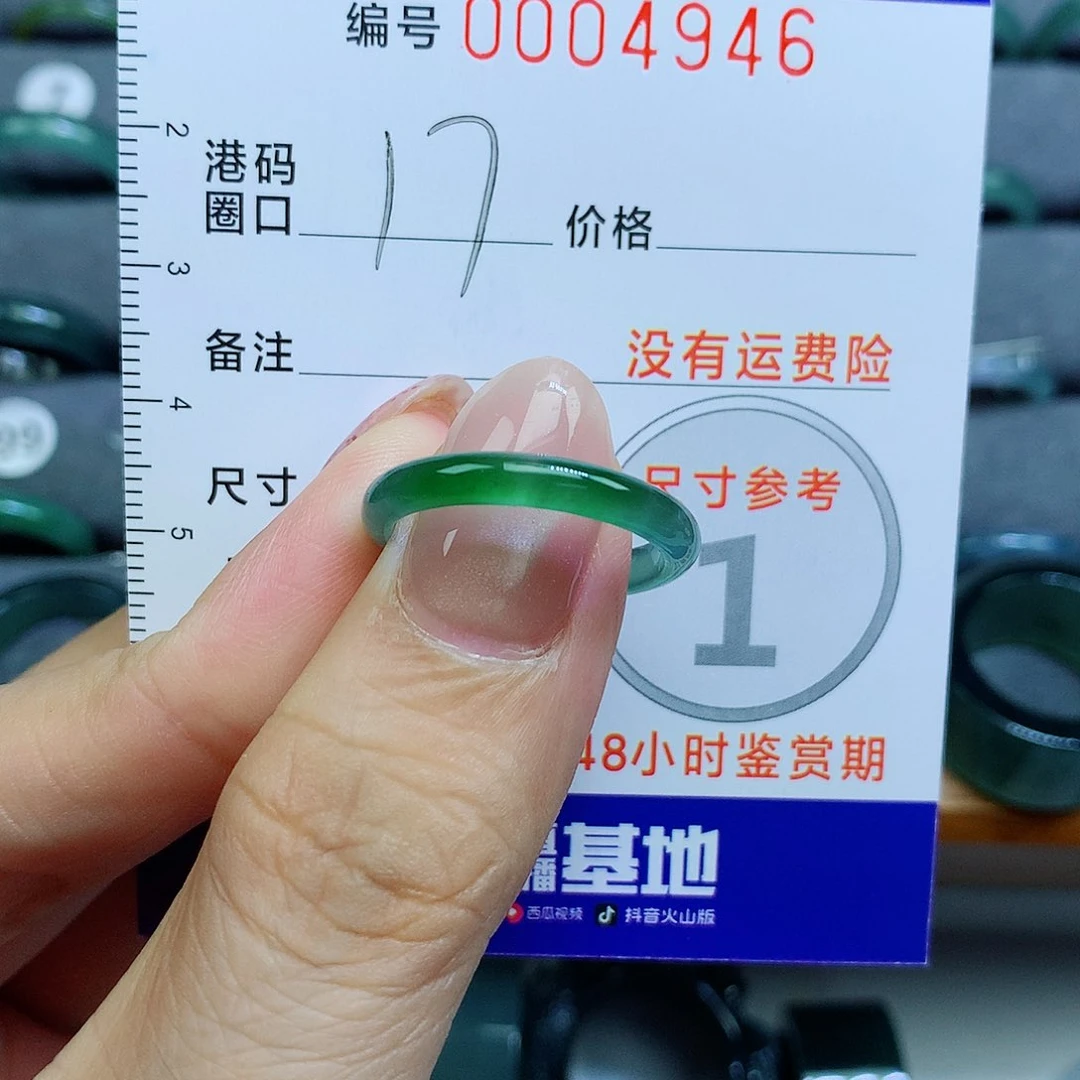 编号 0004946
2
港码
圈口 17 价格
3
备注 没有运费险
4
尺寸 尺寸参考
5
1
48小时鉴赏期
直播基地
西瓜视频 抖音火山版